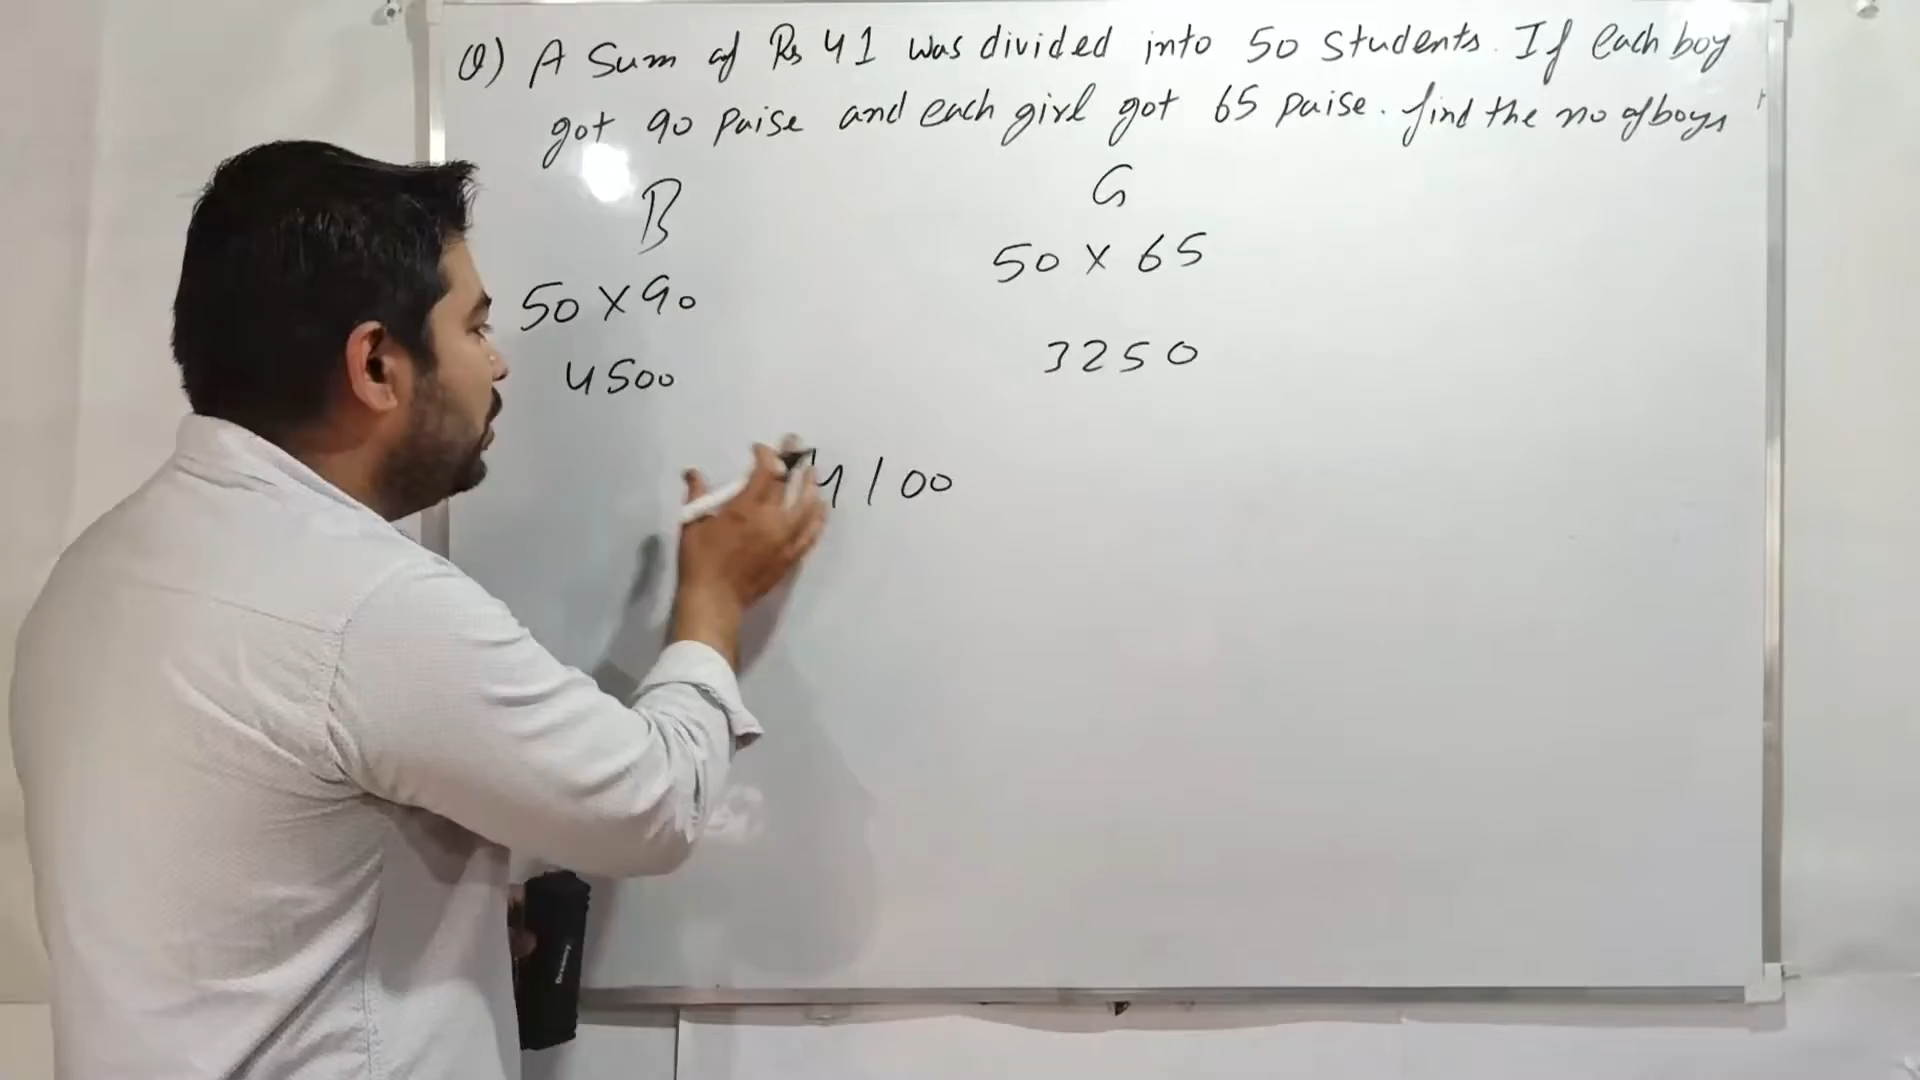 Q) A Sum of Rs 41 was divided into 50 Students. If each boy
got 90 paise and each girl got 65 paise. find the no of boys
B
G
50 × 90
50 × 65
4500
3250
4100